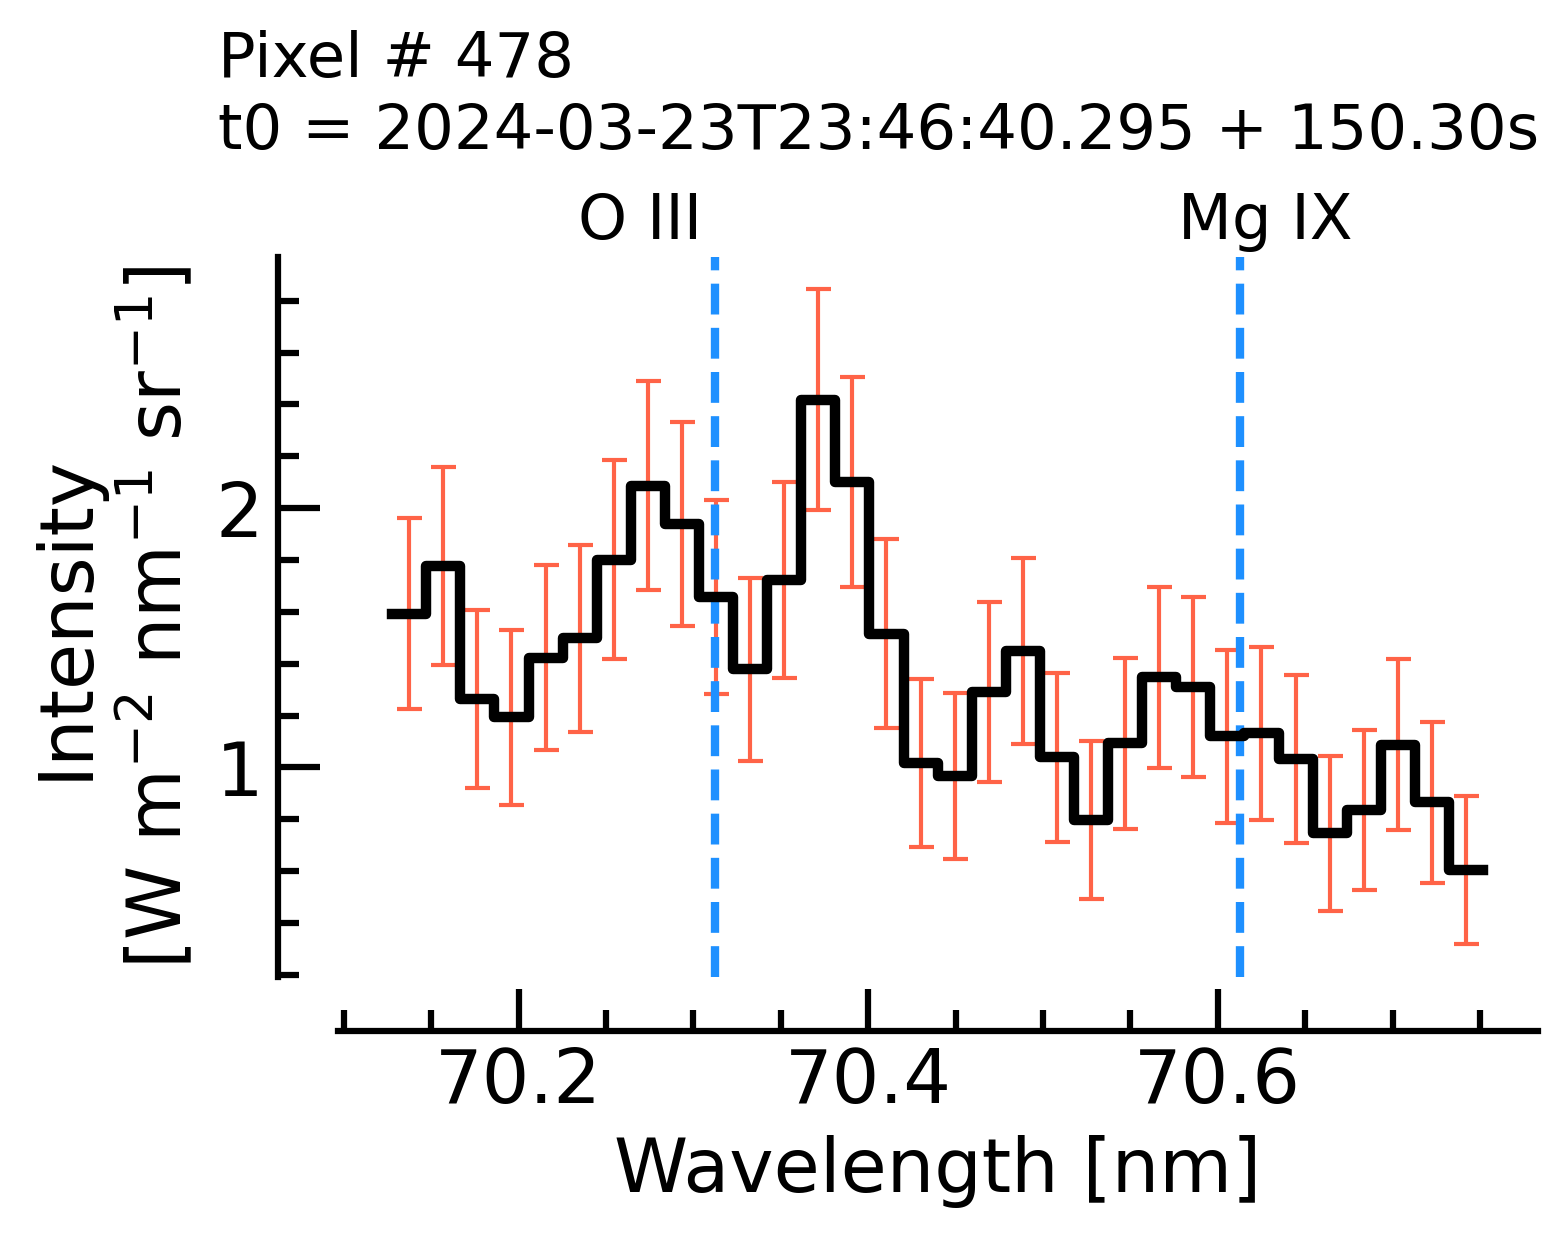 Pixel # 478
t0 = 2024-03-23T23:46:40.295 + 150.30s
O III
Mg IX
Intensity
[W m⁻² nm⁻¹ sr⁻¹]
2
1
70.2
70.4
70.6
Wavelength [nm]